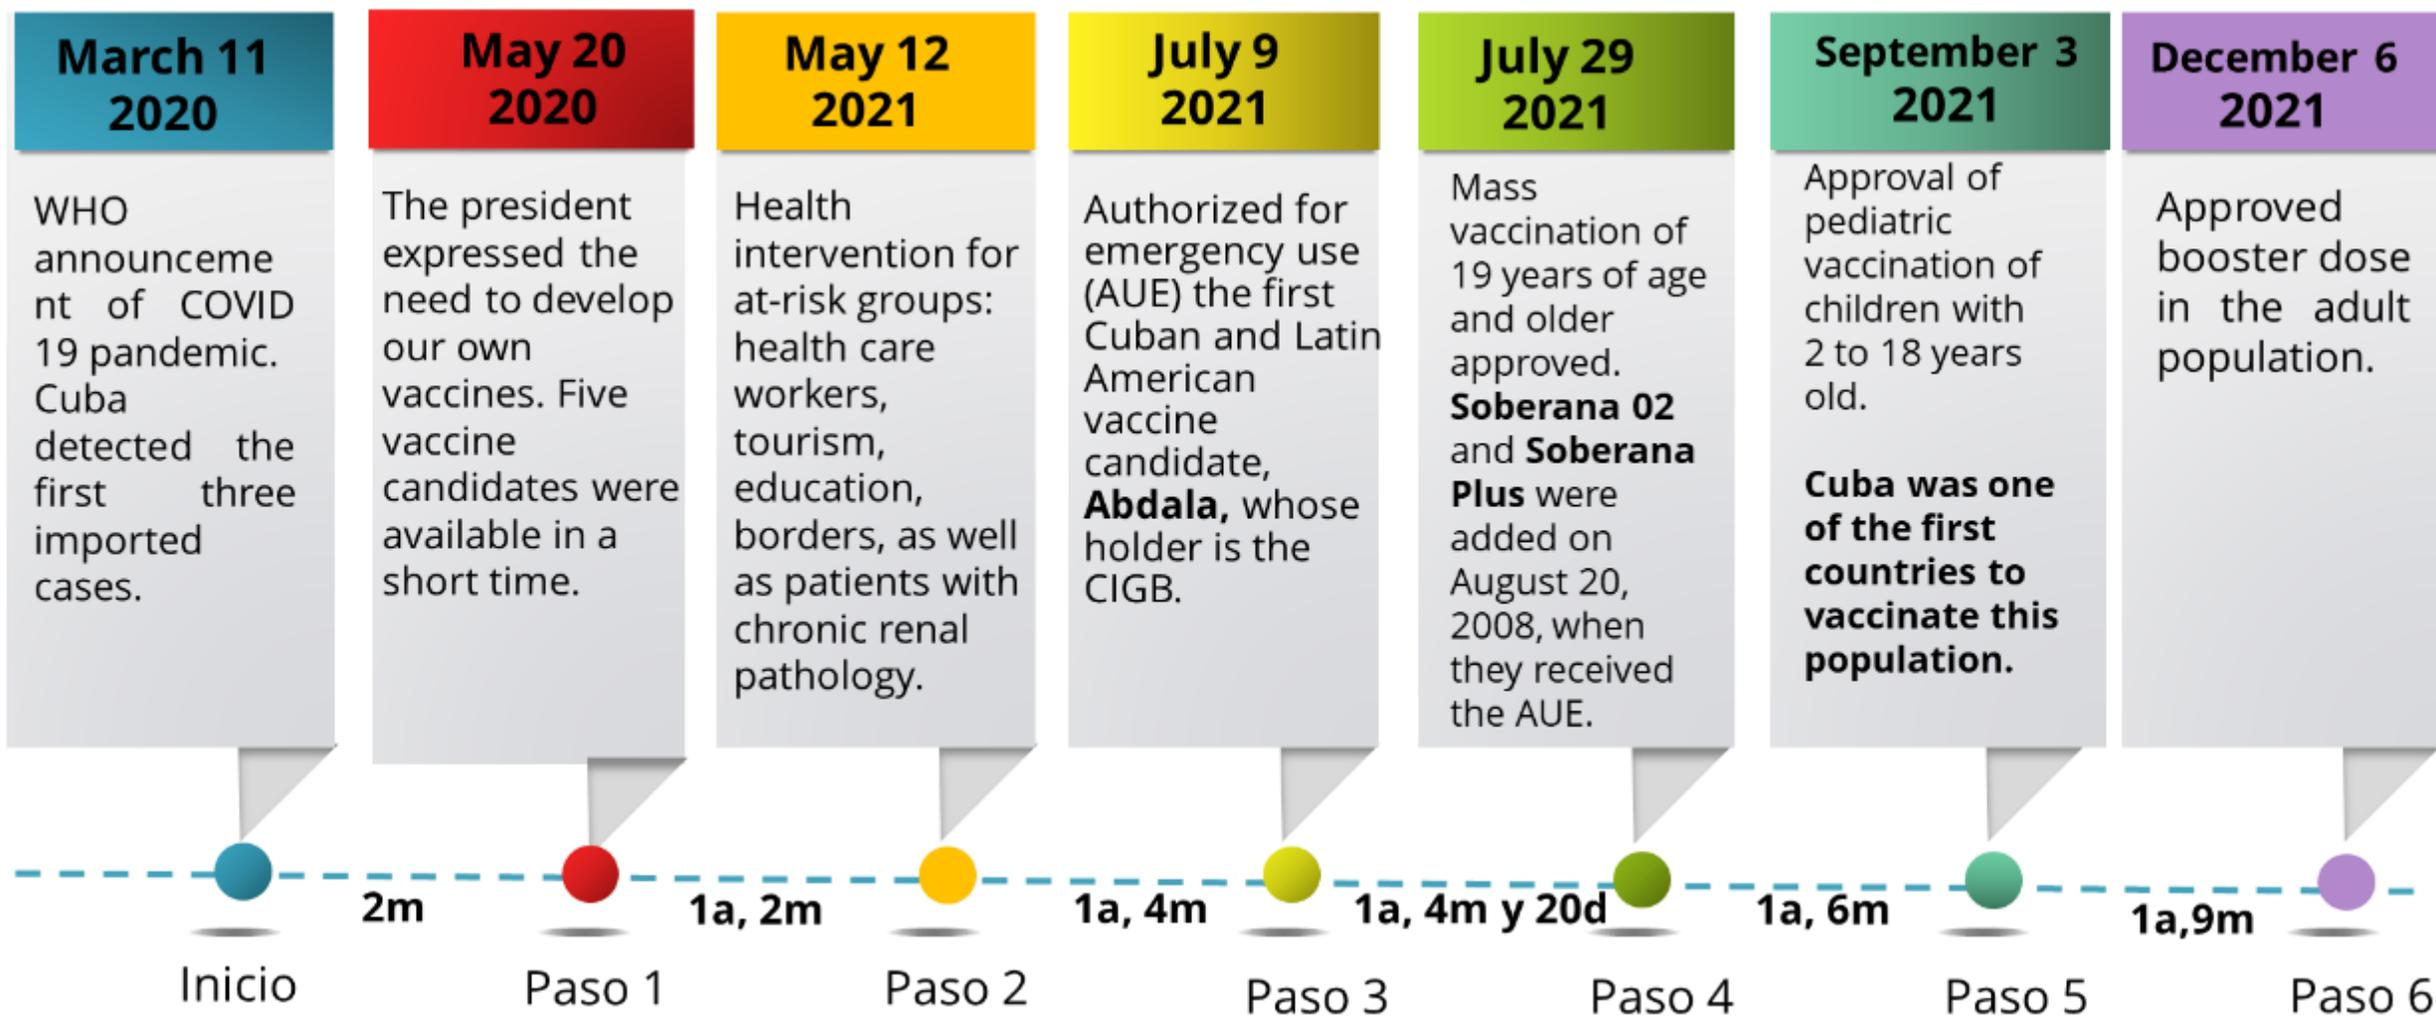 March 11
2020
WHO
announceme
nt of COVID
19 pandemic.
Cuba
detected the
first three
imported
cases.
May 20
2020
The president
expressed the
need to develop
our own
vaccines. Five
vaccine
candidates were
available in a
short time.
May 12
2021
Health
intervention for
at-risk groups:
health care
workers,
tourism,
education,
borders, as well
as patients with
chronic renal
pathology.
July 9
2021
Authorized for
emergency use
(AUE) the first
Cuban and Latin
American
vaccine
candidate,
Abdala, whose
holder is the
CIGB.
July 29
2021
Mass
vaccination of
19 years of age
and older
approved.
Soberana 02
and Soberana
Plus were
added on
August 20,
2008, when
they received
the AUE.
September 3
2021
Approval of
pediatric
vaccination of
children with
2 to 18 years
old.
Cuba was one
of the first
countries to
vaccinate this
population.
December 6
2021
Approved
booster dose
in the adult
population.
2m
1a, 2m
1a, 4m
1a, 4m y 20d
1a, 6m
1a,9m
Inicio
Paso 1
Paso 2
Paso 3
Paso 4
Paso 5
Paso 6